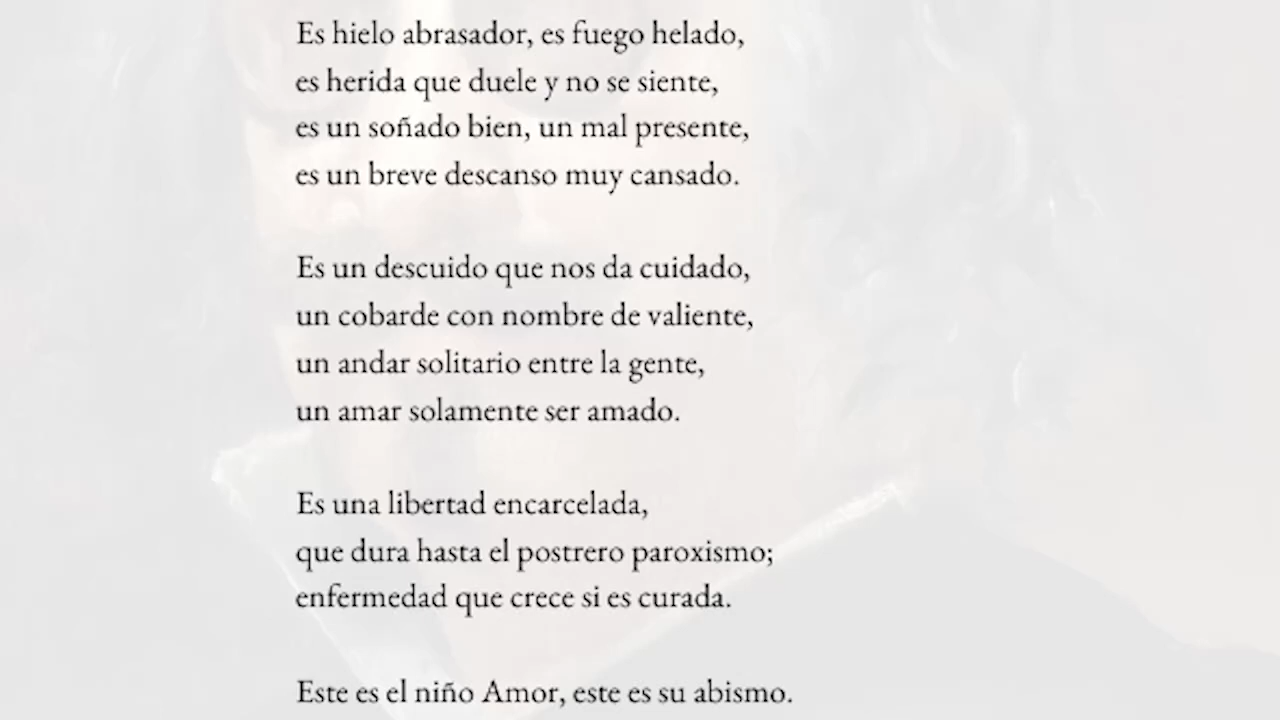 Es hielo abrasador, es fuego helado,
es herida que duele y no se siente,
es un soñado bien, un mal presente,
es un breve descanso muy cansado.
Es un descuido que nos da cuidado,
un cobarde con nombre de valiente,
un andar solitario entre la gente,
un amar solamente ser amado.
Es una libertad encarcelada,
que dura hasta el postrero paroxismo;
enfermedad que crece si es curada.
Este es el niño Amor, este es su abismo.